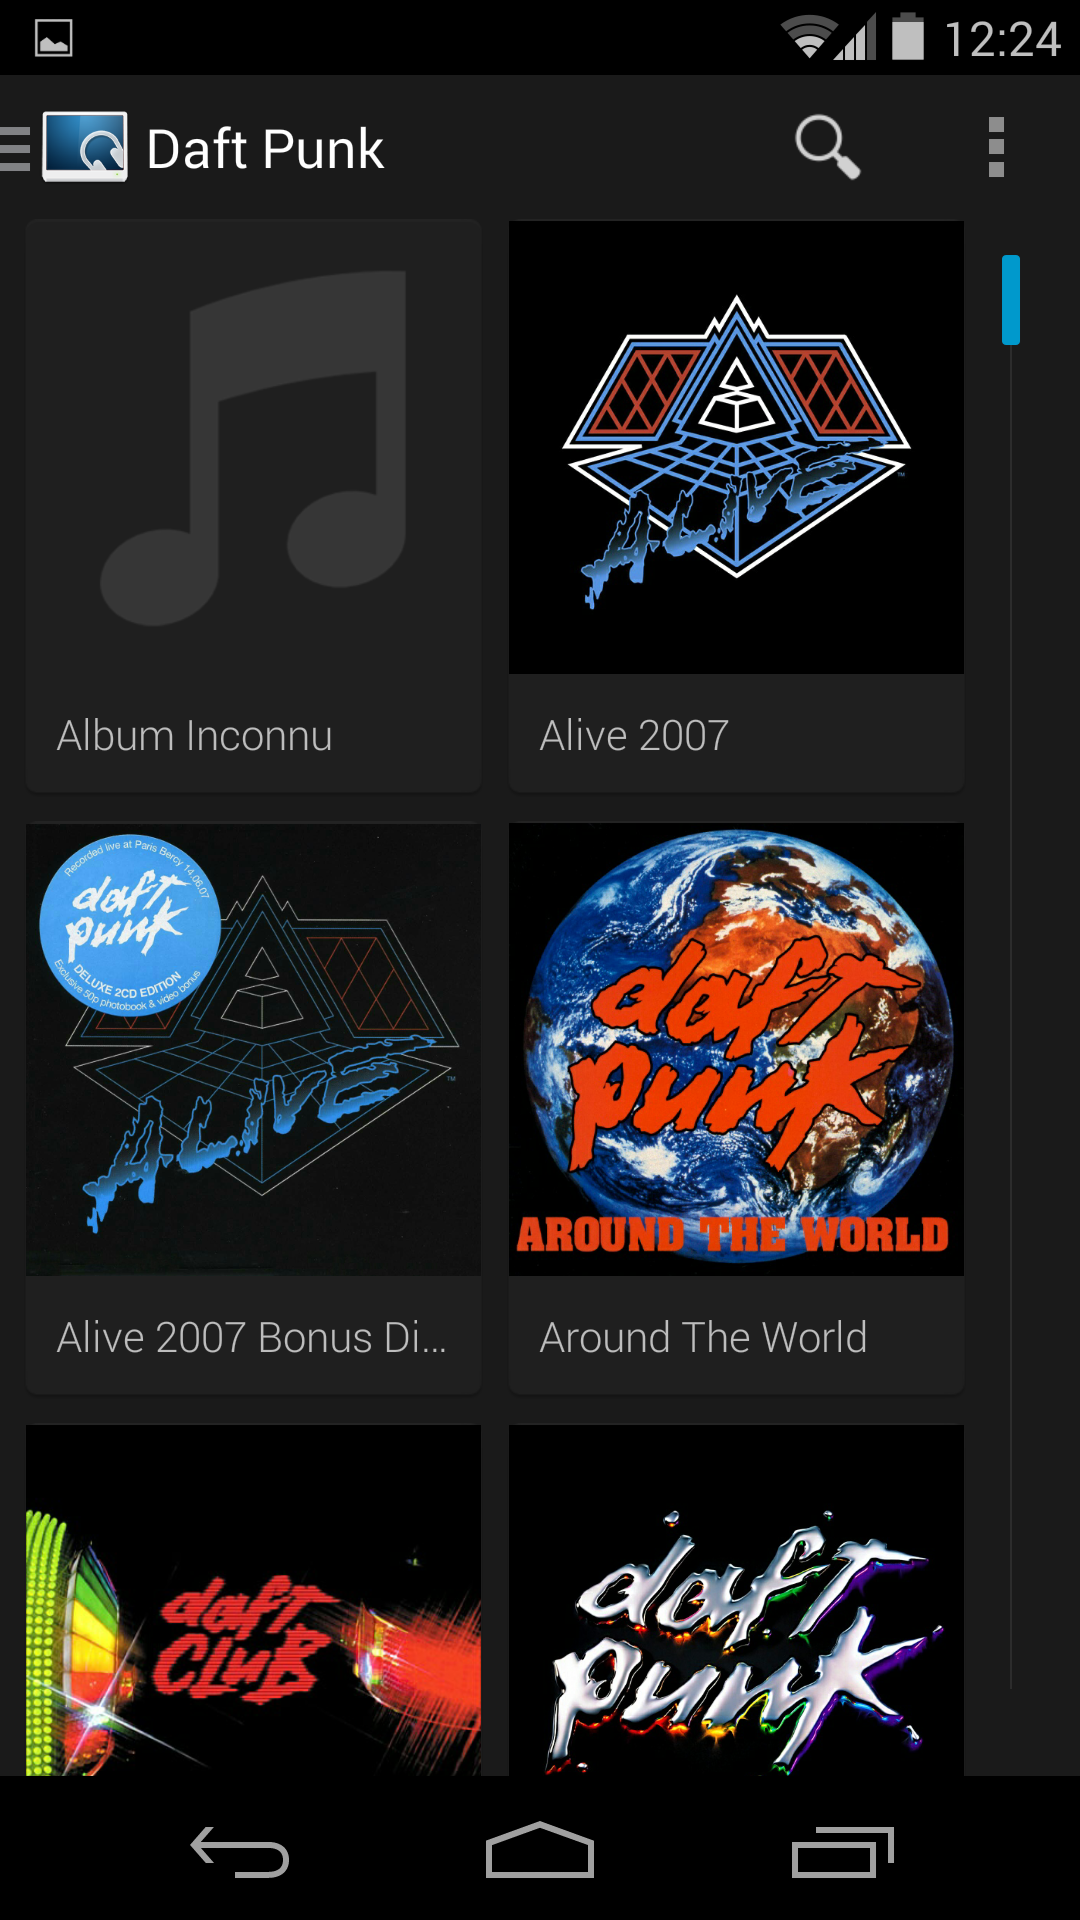 12:24
Daft Punk
ALIVE
™
Album Inconnu
Alive 2007
Recorded live at Paris Bercy 14.06.07
daft
punk
DELUXE 2CD EDITION
Exclusive 50p photobook & video bonus
ALIVE
™
daft
punk
AROUND THE WORLD
Alive 2007 Bonus Di...
Around The World
daft
CLUB
daft
punk